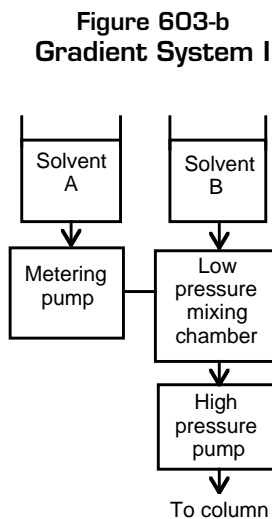 Figure 603-b
Gradient System I
Solvent
A
Solvent
B
Metering
pump
Low
pressure
mixing
chamber
High
pressure
pump
To column